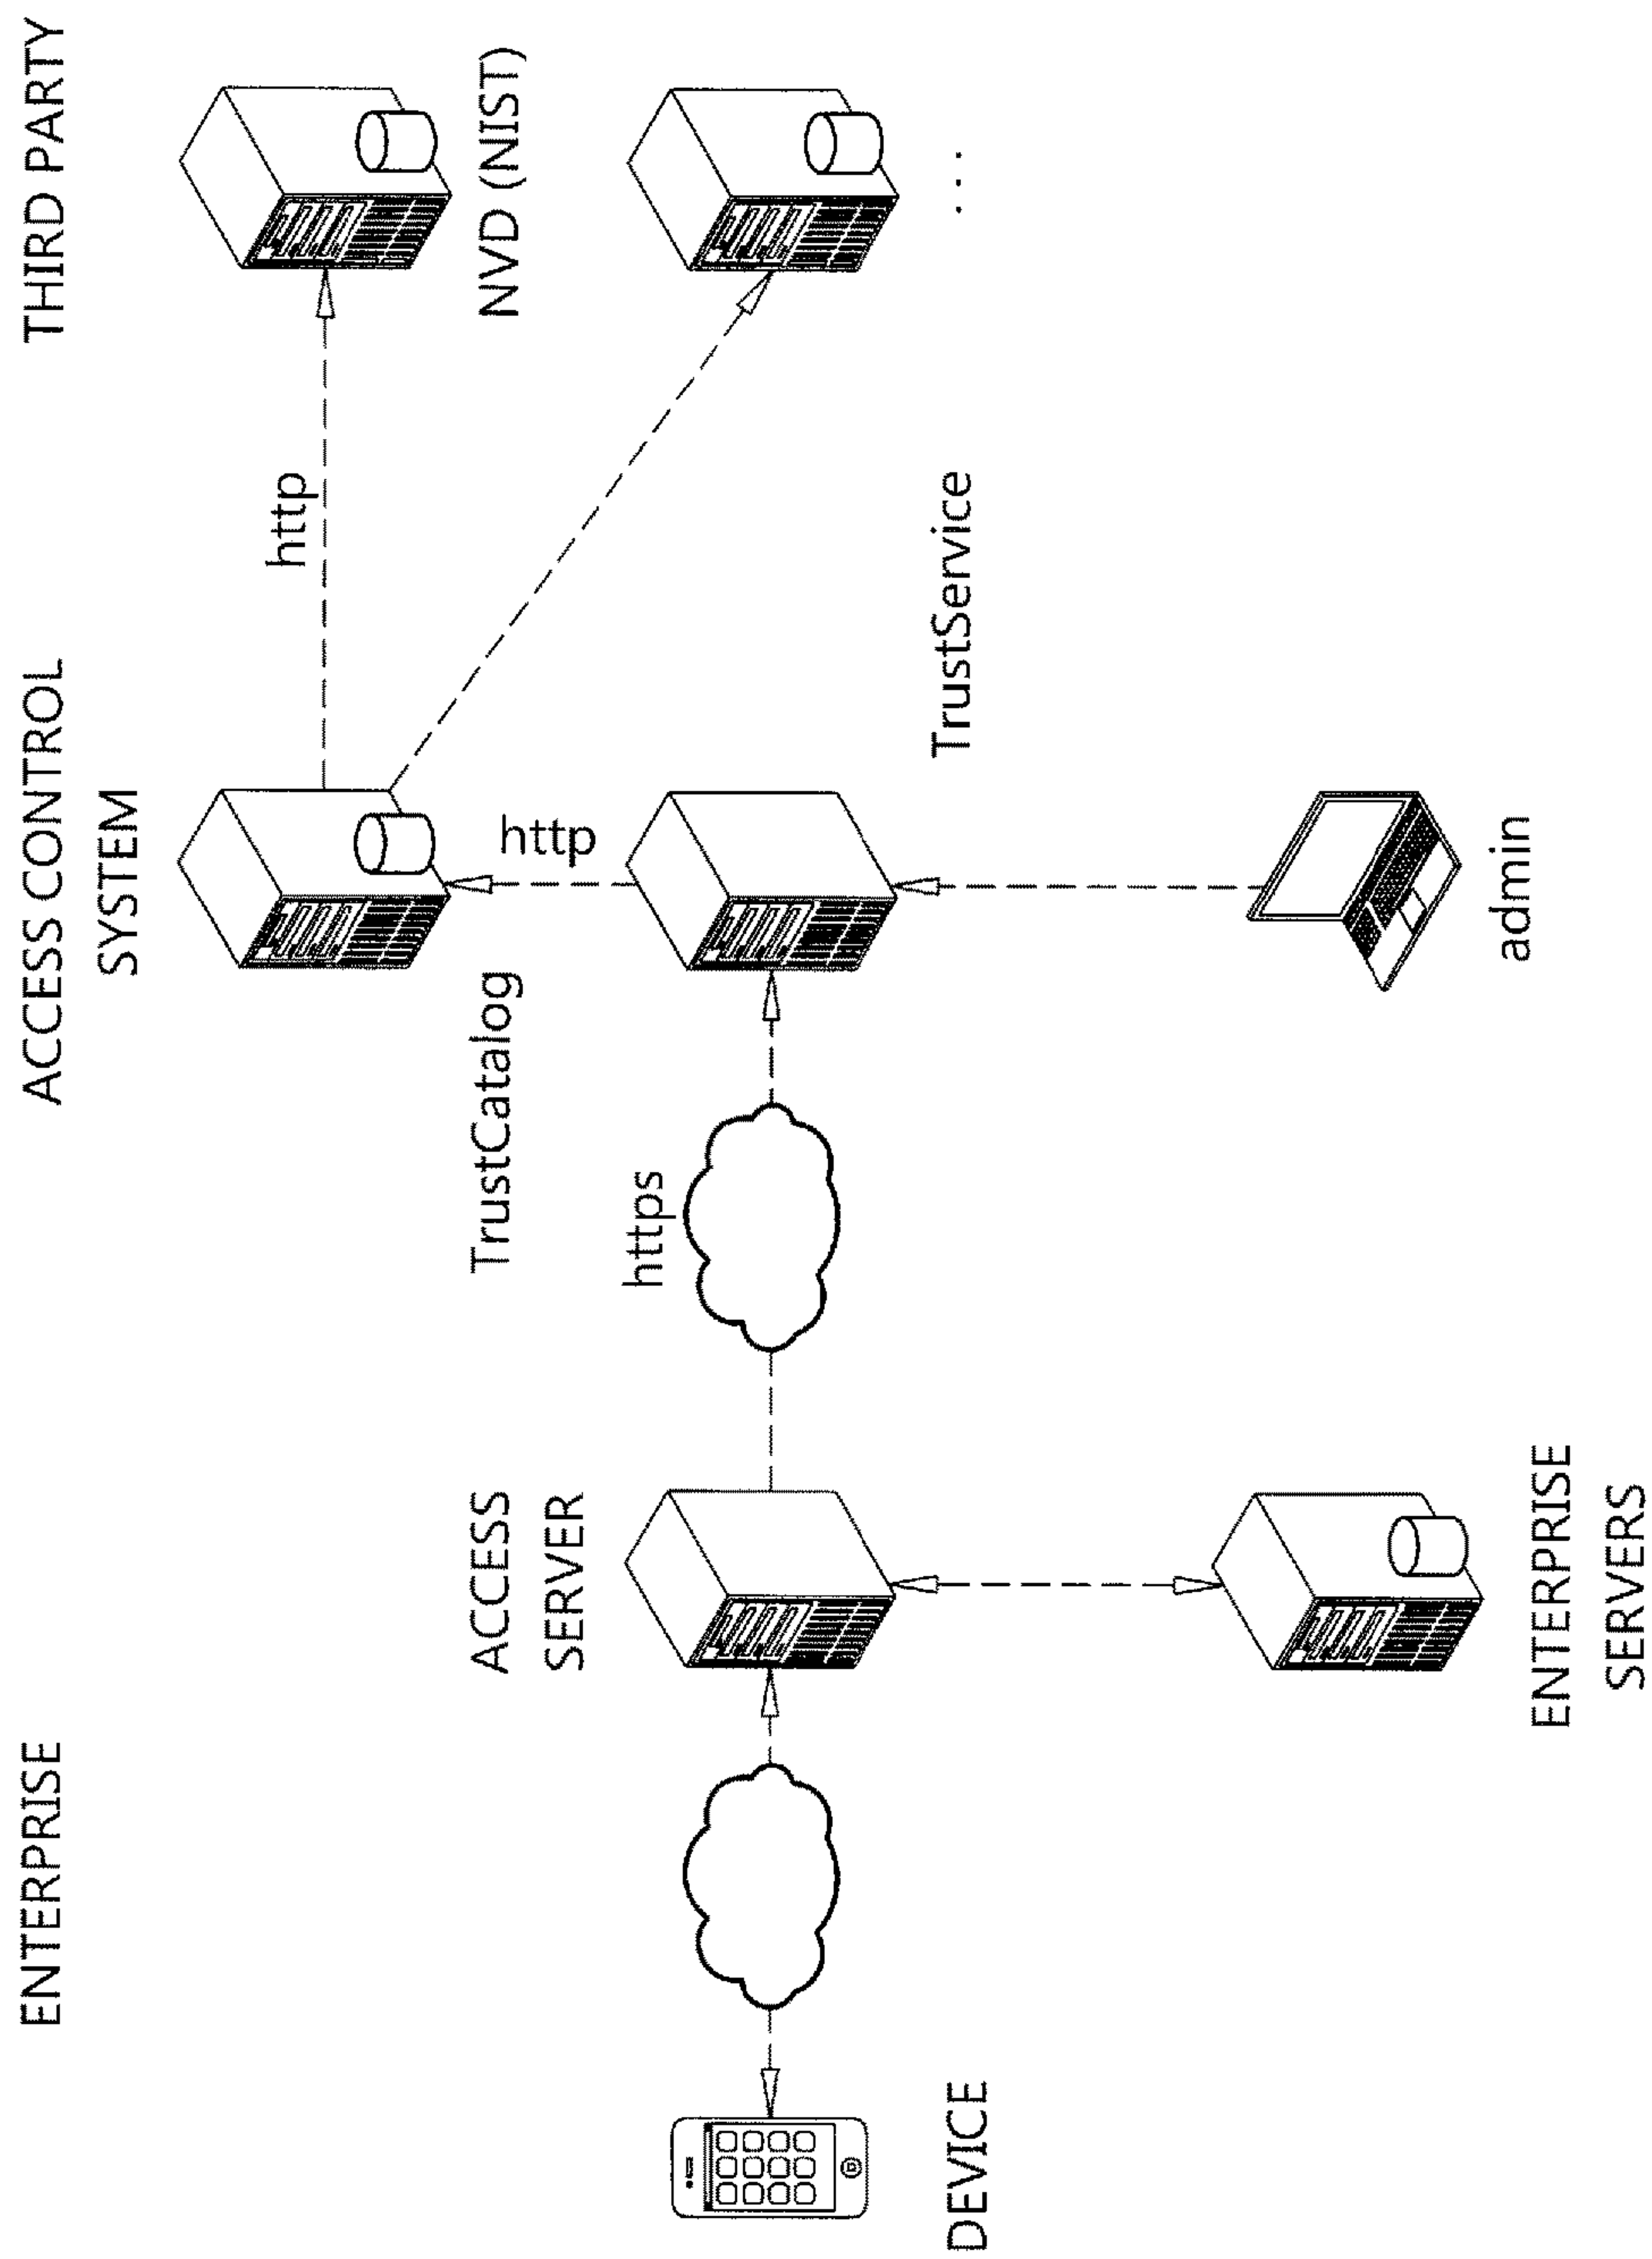 ENTERPRISE
ACCESS CONTROL
SYSTEM
THIRD PARTY
http
TrustCatalog
http
NVD (NIST)
ACCESS
SERVER
https
DEVICE
TrustService
. . .
ENTERPRISE
SERVERS
admin